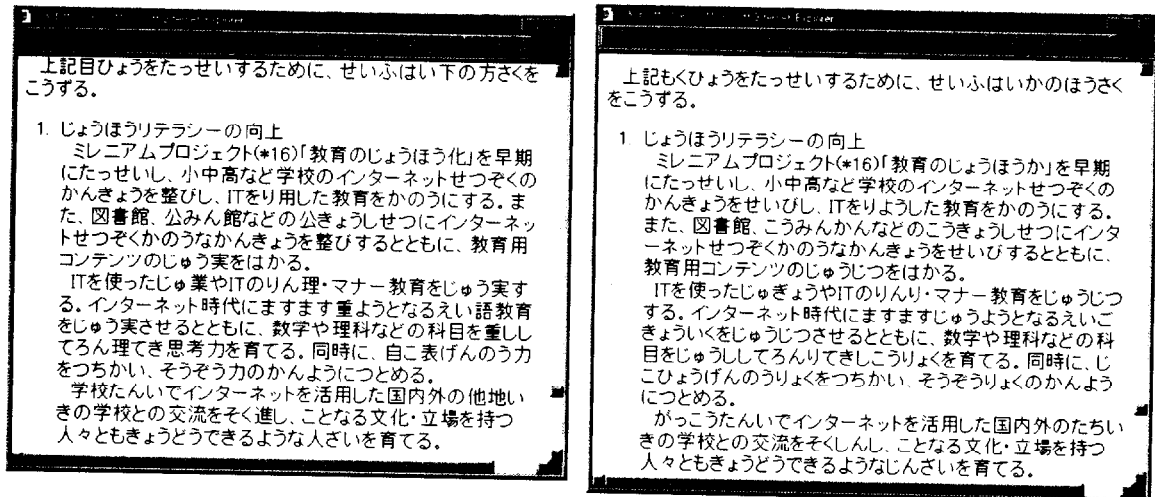 Internet Explorer
上記目ひょうをたっせいするために、せいふはい下の方さくを
こうずる。
1. じょうほうリテラシーの向上
ミレニアムプロジェクト(*16)「教育のじょうほう化」を早期
にたっせいし、小中高など学校のインターネットせつぞくの
かんきょうを整びし、ITをり用した教育をかのうにする。ま
た、図書館、公みん館などの公きょうしせつにインターネッ
トせつぞくかのうなかんきょうを整びするとともに、教育用
コンテンツのじゅう実をはかる。
ITを使ったじゅ業やITのりん理・マナー教育をじゅう実す
る。インターネット時代にますます重ようとなるえい語教育
をじゅう実させるとともに、数学や理科などの科目を重しし
てろん理てき思考力を育てる。同時に、自こ表げんのう力
をつちかい、そうぞう力のかんようにつとめる。
学校たんいでインターネットを活用した国内外の他地い
きの学校との交流をそく進し、ことなる文化・立場を持つ
人々ともきょうどうできるような人ざいを育てる。
Internet Explorer
上記もくひょうをたっせいするために、せいふはいかのほうさく
をこうずる。
1. じょうほうリテラシーの向上
ミレニアムプロジェクト(*16)「教育のじょうほうか」を早期
にたっせいし、小中高など学校のインターネットせつぞくの
かんきょうをせいびし、ITをりようした教育をかのうにする。
また、図書館、こうみんかんなどのこうきょうしせつにインタ
ーネットせつぞくかのうなかんきょうをせいびするとともに、
教育用コンテンツのじゅうじつをはかる。
ITを使ったじゅぎょうやITのりんり・マナー教育をじゅうじつ
する。インターネット時代にますますじゅうようとなるえいご
きょういくをじゅうじつさせるとともに、数学や理科などの科
目をじゅうししてろんりてきしこうりょくを育てる。同時に、じ
こひょうげんのうりょくをつちかい、そうぞうりょくのかんよう
につとめる。
がっこうたんいでインターネットを活用した国内外のたちい
きの学校との交流をそくしんし、ことなる文化・立場を持つ
人々ともきょうどうできるようなじんざいを育てる。